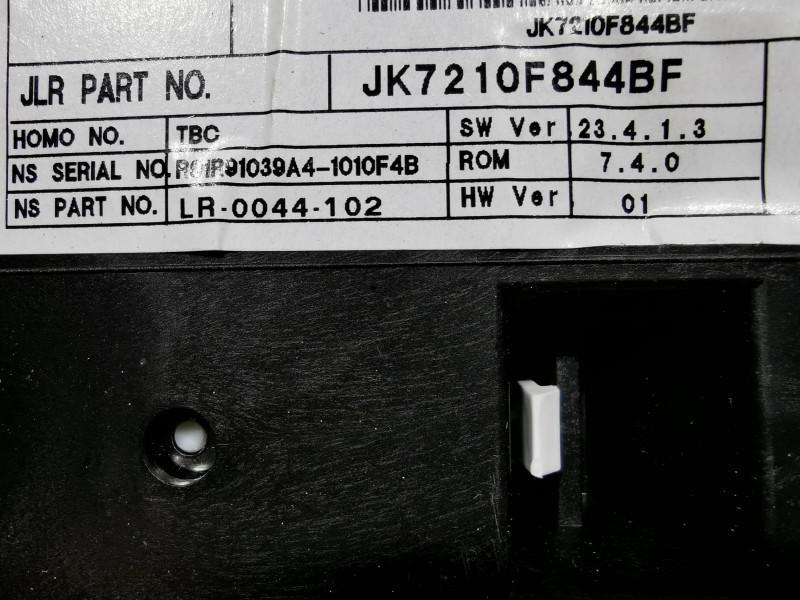 JK7210F844BF
JLR PART NO. JK7210F844BF
HOMO NO. TBC SW Ver 23.4.1.3
NS SERIAL NO. ROM 7.4.0
NS PART NO. LR-0044-102 HW Ver 01